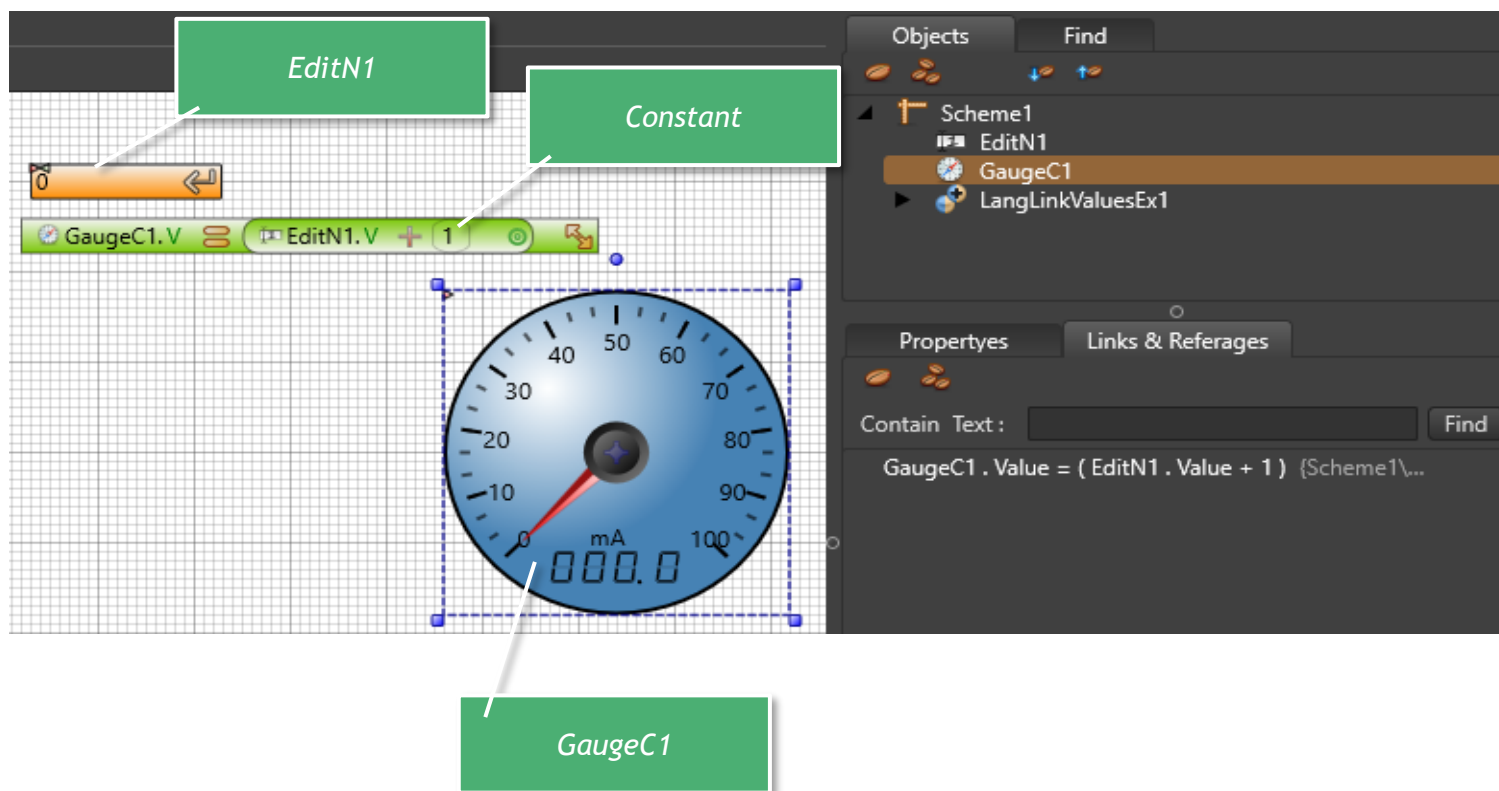 EditN1
Constant
0
GaugeC1.V = EditN1.V + 1
50
40 60
30 70
20 80
10 90
0 mA 100
000.0
GaugeC1
Objects Find
Scheme1
EditN1
GaugeC1
LangLinkValuesEx1
Propertyes Links & Referages
Contain Text : Find
GaugeC1 . Value = ( EditN1 . Value + 1 ) {Scheme1\...